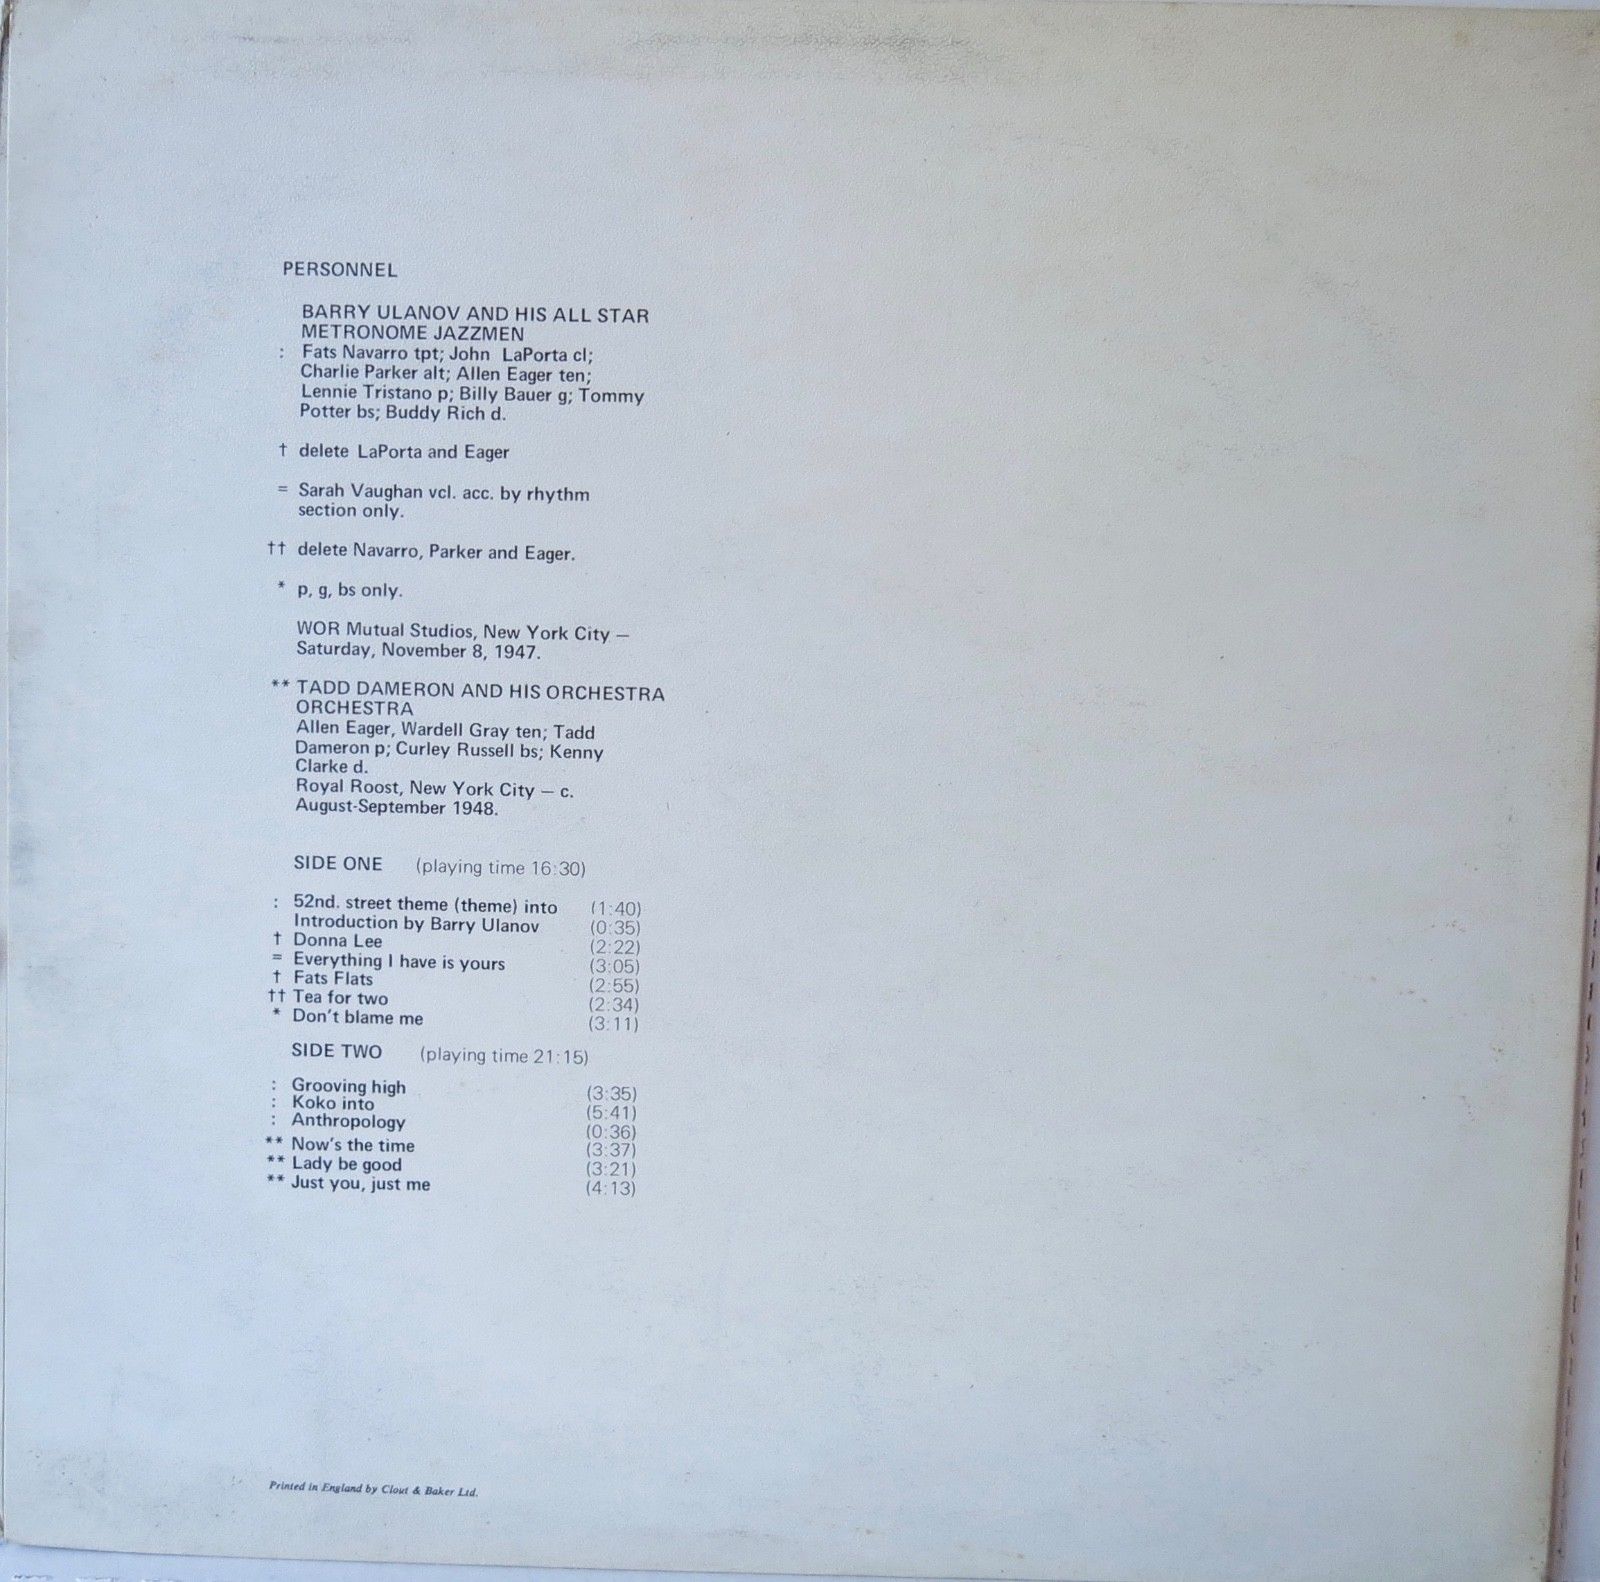 PERSONNEL
BARRY ULANOV AND HIS ALL STAR
METRONOME JAZZMEN
: Fats Navarro tpt; John LaPorta cl;
Charlie Parker alt; Allen Eager ten;
Lennie Tristano p; Billy Bauer g; Tommy
Potter bs; Buddy Rich d.
† delete LaPorta and Eager
= Sarah Vaughan vcl. acc. by rhythm
section only.
†† delete Navarro, Parker and Eager.
* p, g, bs only.
WOR Mutual Studios, New York City —
Saturday, November 8, 1947.
** TADD DAMERON AND HIS ORCHESTRA
ORCHESTRA
Allen Eager, Wardell Gray ten; Tadd
Dameron p; Curley Russell bs; Kenny
Clarke d.
Royal Roost, New York City — c.
August-September 1948.
SIDE ONE (playing time 16:30)
: 52nd. street theme (theme) into (1:40)
Introduction by Barry Ulanov (0:35)
† Donna Lee (2:22)
= Everything I have is yours (3:05)
† Fats Flats (2:55)
†† Tea for two (2:34)
* Don't blame me (3:11)
SIDE TWO (playing time 21:15)
: Grooving high (3:35)
: Koko into (5:41)
: Anthropology (0:36)
** Now's the time (3:37)
** Lady be good (3:21)
** Just you, just me (4:13)
Printed in England by Clout & Baker Ltd.